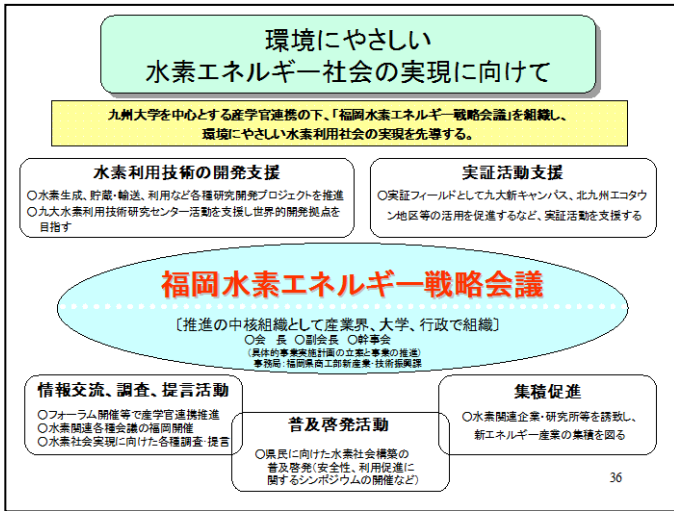 環境にやさしい
水素エネルギー社会の実現に向けて
九州大学を中心とする産学官連携の下、「福岡水素エネルギー戦略会議」を組織し、
環境にやさしい水素利用社会の実現を先導する。
水素利用技術の開発支援
○水素生成、貯蔵・輸送、利用など各種研究開発プロジェクトを推進
○九大水素利用技術研究センター活動を支援し世界的開発拠点を
目指す
実証活動支援
○実証フィールドとして九大新キャンパス、北九州エコタウ
ン地区等の活用を促進するなど、実証活動を支援する
福岡水素エネルギー戦略会議
〔推進の中核組織として産業界、大学、行政で組織〕
○会　長　○副会長　○幹事会
(具体的事業実施計画の立案と事業の推進)
事務局：福岡県商工部新産業・技術振興課
情報交流、調査、提言活動
○フォーラム開催等で産学官連携推進
○水素関連各種会議の福岡開催
○水素社会実現に向けた各種調査・提言
普及啓発活動
○県民に向けた水素社会構築の
普及啓発(安全性、利用促進に
関するシンポジウムの開催など)
集積促進
○水素関連企業・研究所等を誘致し、
新エネルギー産業の集積を図る
36